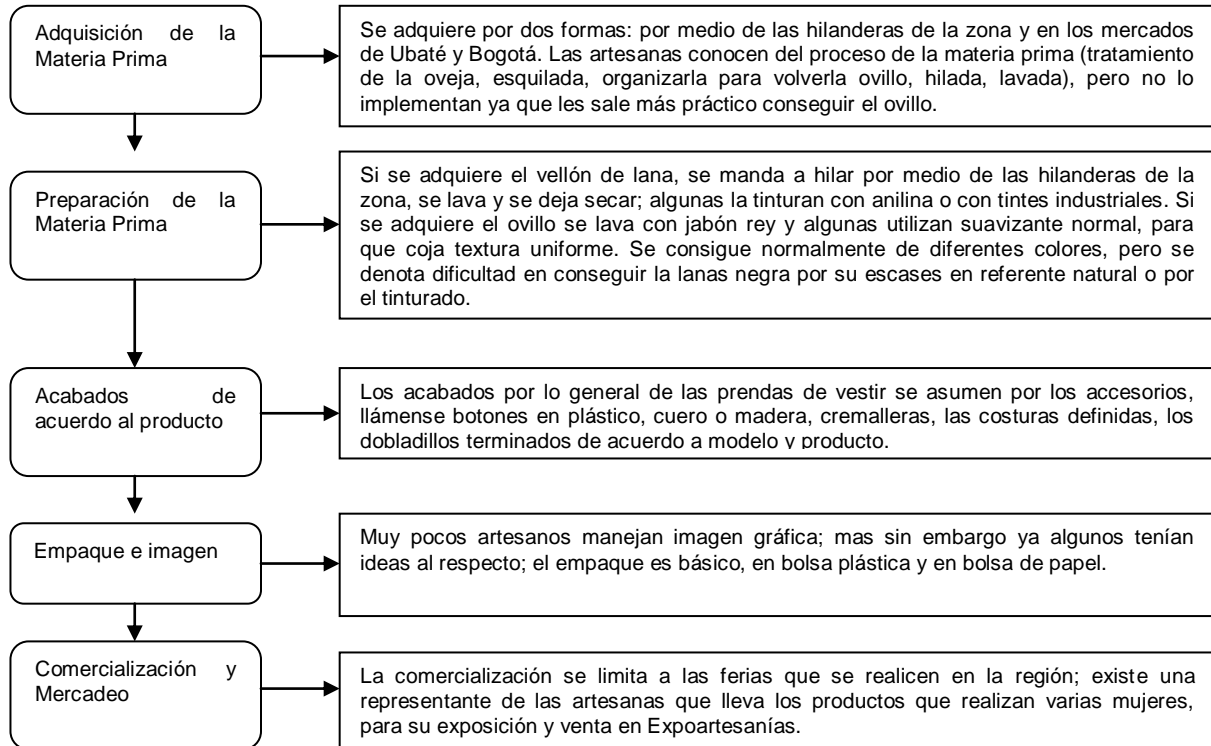 Adquisición de la
Materia Prima
Se adquiere por dos formas: por medio de las hilanderas de la zona y en los mercados
de Ubaté y Bogotá. Las artesanas conocen del proceso de la materia prima (tratamiento
de la oveja, esquilada, organizarla para volverla ovillo, hilada, lavada), pero no lo
implementan ya que les sale más práctico conseguir el ovillo.
Preparación de la
Materia Prima
Si se adquiere el vellón de lana, se manda a hilar por medio de las hilanderas de la
zona, se lava y se deja secar; algunas la tinturan con anilina o con tintes industriales. Si
se adquiere el ovillo se lava con jabón rey y algunas utilizan suavizante normal, para
que coja textura uniforme. Se consigue normalmente de diferentes colores, pero se
denota dificultad en conseguir la lanas negra por su escases en referente natural o por
el tinturado.
Acabados de
acuerdo al producto
Los acabados por lo general de las prendas de vestir se asumen por los accesorios,
llámense botones en plástico, cuero o madera, cremalleras, las costuras definidas, los
dobladillos terminados de acuerdo a modelo y producto.
Empaque e imagen
Muy pocos artesanos manejan imagen gráfica; mas sin embargo ya algunos tenían
ideas al respecto; el empaque es básico, en bolsa plástica y en bolsa de papel.
Comercialización y
Mercadeo
La comercialización se limita a las ferias que se realicen en la región; existe una
representante de las artesanas que lleva los productos que realizan varias mujeres,
para su exposición y venta en Expoartesanías.